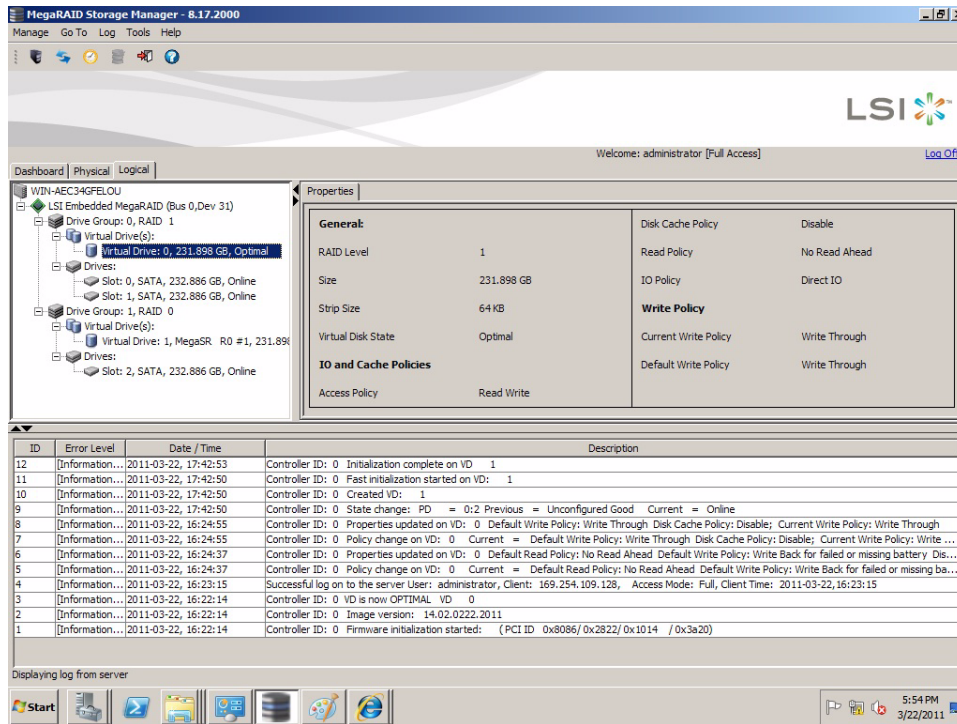 MegaRAID Storage Manager - 8.17.2000
Manage Go To Log Tools Help
LSI
Welcome: administrator [Full Access]
Log Off
Dashboard Physical Logical
WIN-AEC34GFELOU
LSI Embedded MegaRAID (Bus 0,Dev 31)
Drive Group: 0, RAID 1
Virtual Drive(s):
Virtual Drive: 0, 231.898 GB, Optimal
Drives:
Slot: 0, SATA, 232.886 GB, Online
Slot: 1, SATA, 232.886 GB, Online
Drive Group: 1, RAID 0
Virtual Drive(s):
Virtual Drive: 1, MegaSR R0 #1, 231.898
Drives:
Slot: 2, SATA, 232.886 GB, Online
Properties
General:
RAID Level 1
Size 231.898 GB
Strip Size 64 KB
Virtual Disk State Optimal
IO and Cache Policies
Access Policy Read Write
Disk Cache Policy Disable
Read Policy No Read Ahead
IO Policy Direct IO
Write Policy
Current Write Policy Write Through
Default Write Policy Write Through
ID Error Level Date / Time Description
12 [Information... 2011-03-22, 17:42:53 Controller ID: 0 Initialization complete on VD 1
11 [Information... 2011-03-22, 17:42:50 Controller ID: 0 Fast initialization started on VD: 1
10 [Information... 2011-03-22, 17:42:50 Controller ID: 0 Created VD: 1
9 [Information... 2011-03-22, 17:42:50 Controller ID: 0 State change: PD = 0:2 Previous = Unconfigured Good Current = Online
8 [Information... 2011-03-22, 16:24:55 Controller ID: 0 Properties updated on VD: 0 Default Write Policy: Write Through Disk Cache Policy: Disable; Current Write Policy: Write Through
7 [Information... 2011-03-22, 16:24:55 Controller ID: 0 Policy change on VD: 0 Current = Default Write Policy: Write Through Disk Cache Policy: Disable; Current Write Policy: Write ...
6 [Information... 2011-03-22, 16:24:37 Controller ID: 0 Properties updated on VD: 0 Default Read Policy: No Read Ahead Default Write Policy: Write Back for failed or missing battery Dis...
5 [Information... 2011-03-22, 16:24:37 Controller ID: 0 Policy change on VD: 0 Current = Default Read Policy: No Read Ahead Default Write Policy: Write Back for failed or missing ba...
4 [Information... 2011-03-22, 16:23:15 Successful log on to the server User: administrator, Client: 169.254.109.128, Access Mode: Full, Client Time: 2011-03-22,16:23:15
3 [Information... 2011-03-22, 16:22:14 Controller ID: 0 VD is now OPTIMAL VD 0
2 [Information... 2011-03-22, 16:22:14 Controller ID: 0 Image version: 14.02.0222.2011
1 [Information... 2011-03-22, 16:22:14 Controller ID: 0 Firmware initialization started: (PCI ID 0x8086/ 0x2822/ 0x1014 / 0x3a20)
Displaying log from server
Start
5:54 PM
3/22/2011